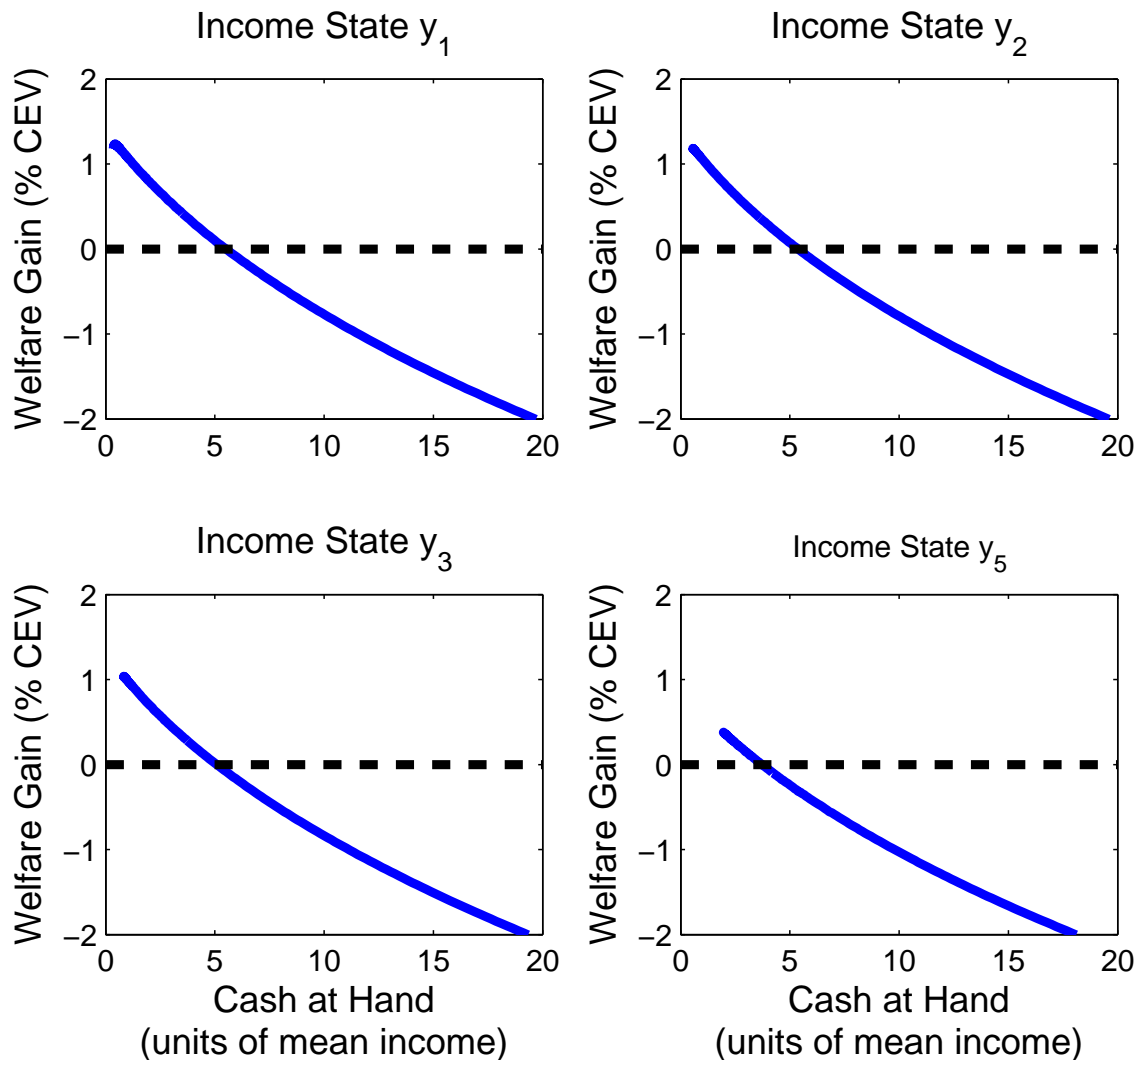 Income State y1
Welfare Gain (% CEV)
2
1
0
−1
−2
0 5 10 15 20
Income State y2
Welfare Gain (% CEV)
2
1
0
−1
−2
0 5 10 15 20
Income State y3
Welfare Gain (% CEV)
2
1
0
−1
−2
0 5 10 15 20
Cash at Hand
(units of mean income)
Income State y5
Welfare Gain (% CEV)
2
1
0
−1
−2
0 5 10 15 20
Cash at Hand
(units of mean income)